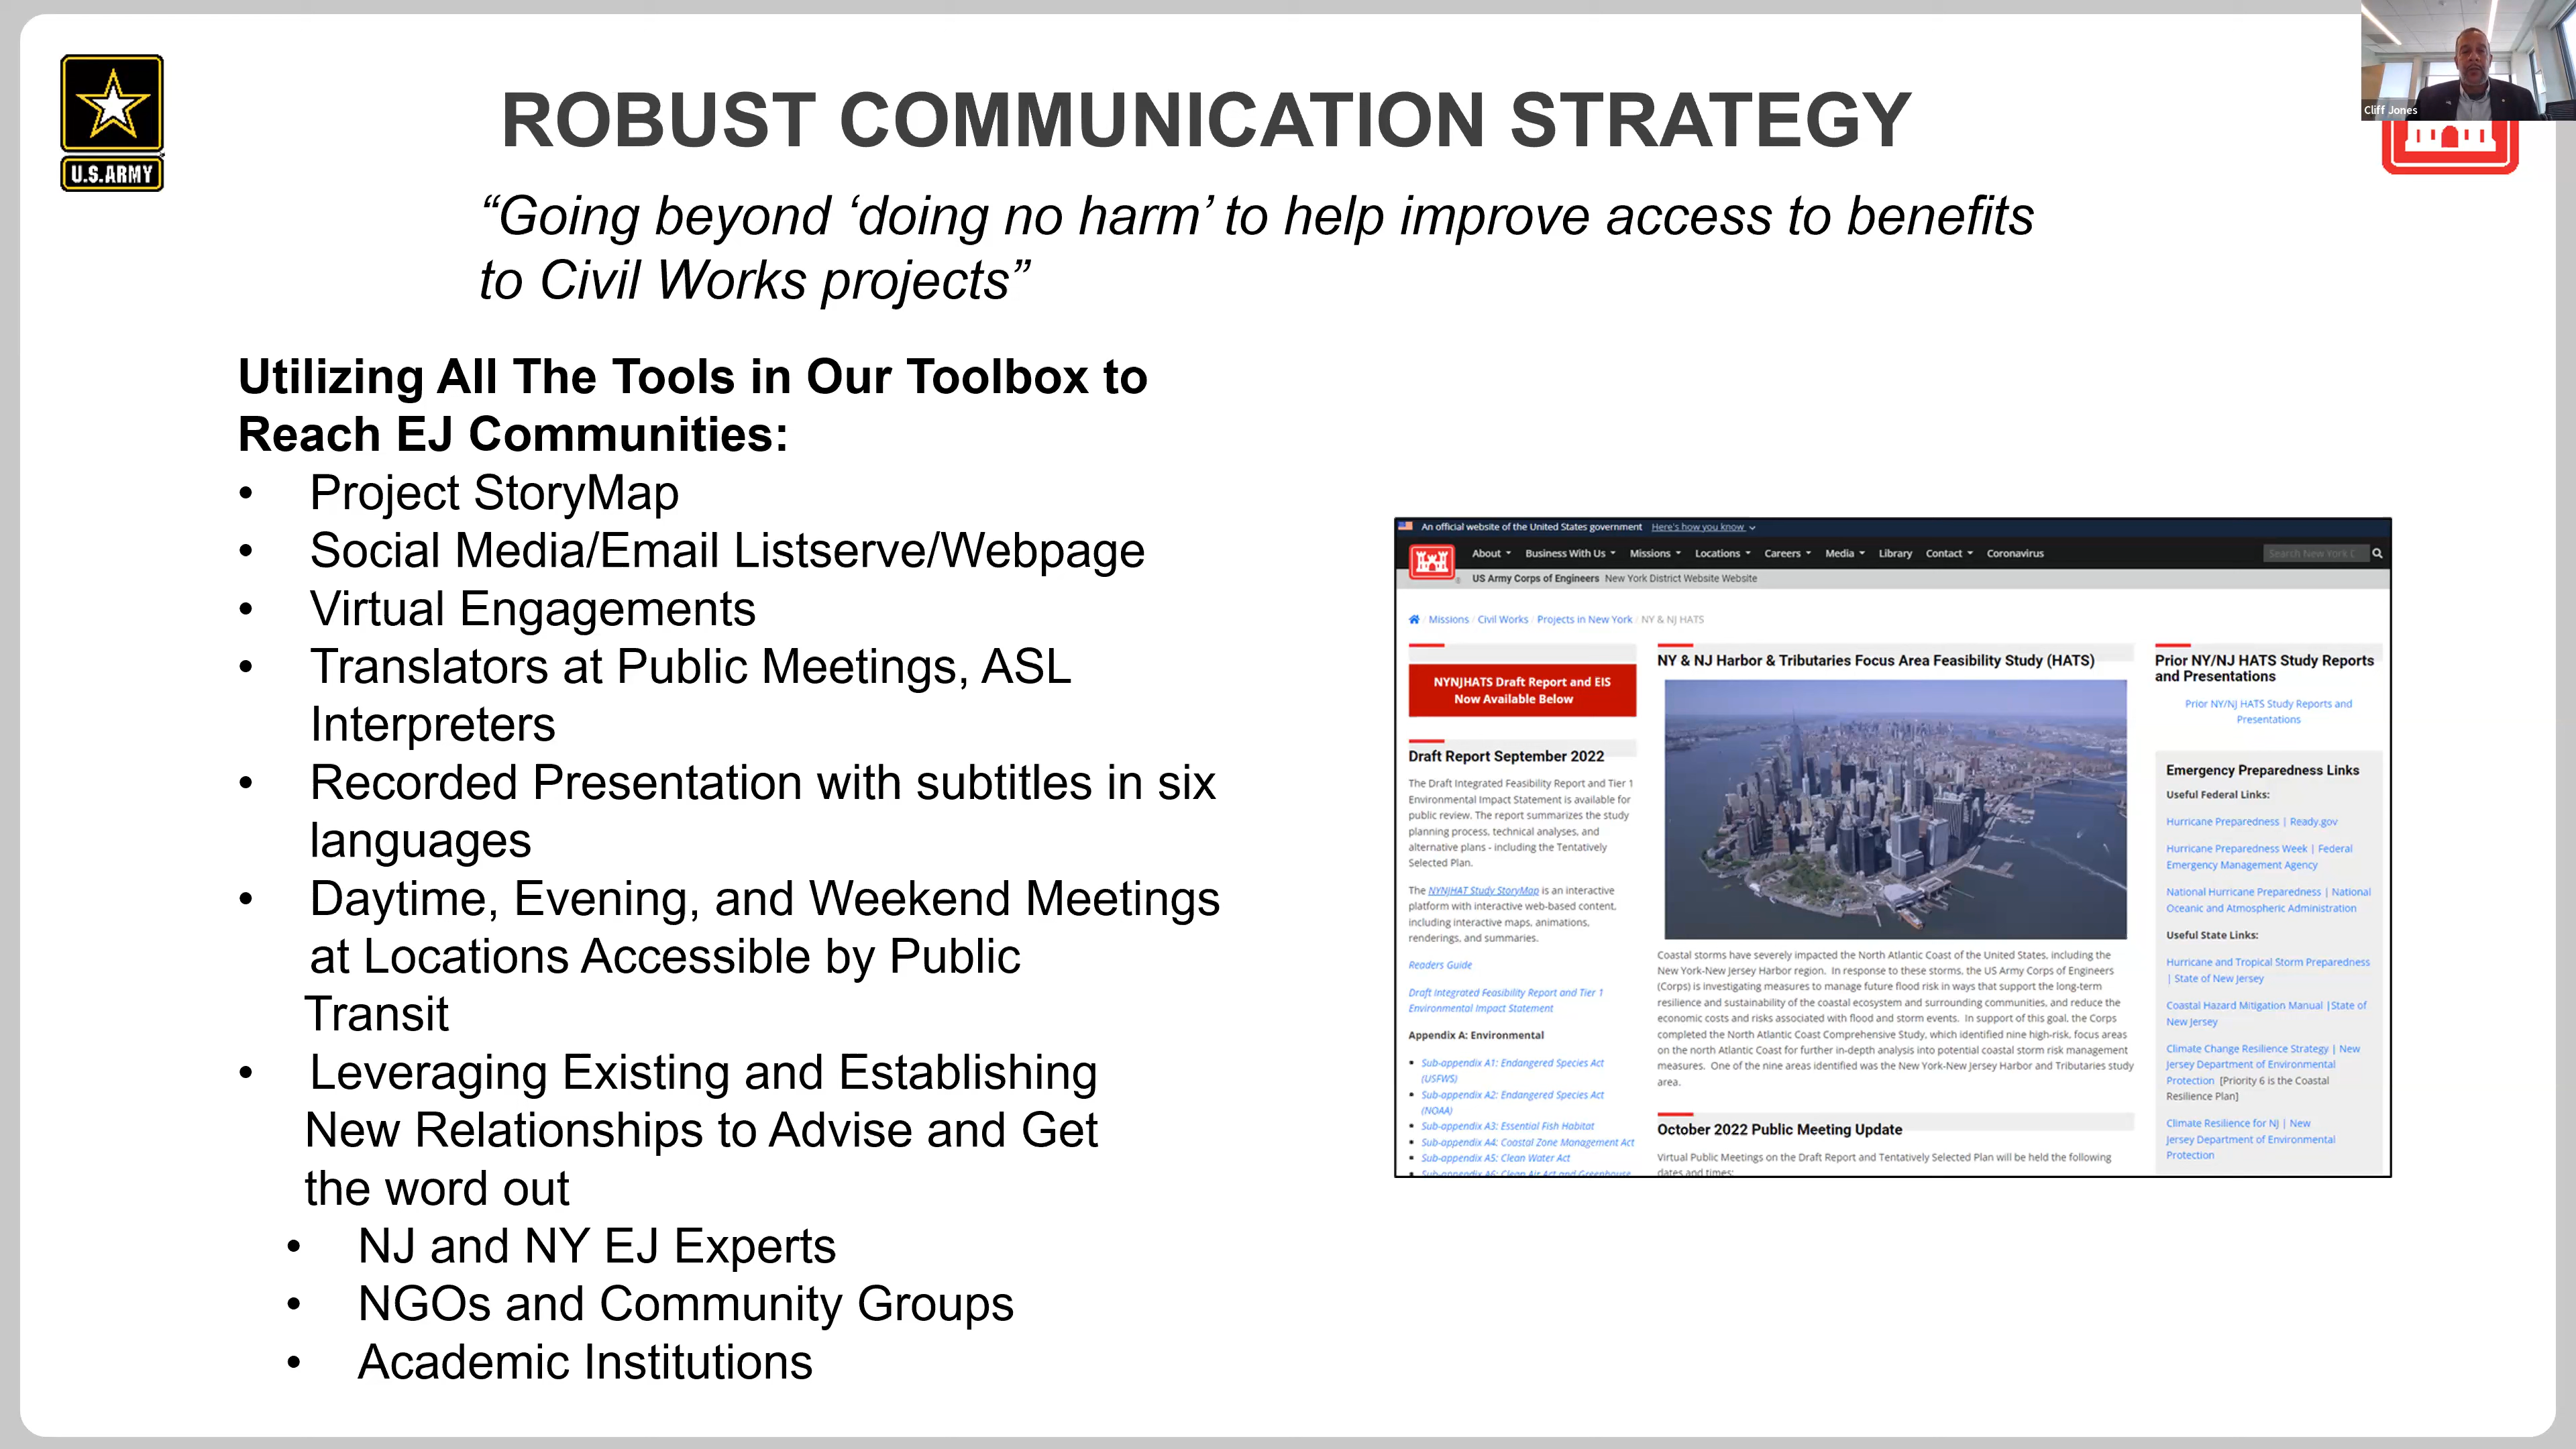 Cliff Jones
U.S.ARMY
ROBUST COMMUNICATION STRATEGY
“Going beyond ‘doing no harm’ to help improve access to benefits
to Civil Works projects”
Utilizing All The Tools in Our Toolbox to
Reach EJ Communities:
• Project StoryMap
• Social Media/Email Listserve/Webpage
• Virtual Engagements
• Translators at Public Meetings, ASL
Interpreters
• Recorded Presentation with subtitles in six
languages
• Daytime, Evening, and Weekend Meetings
at Locations Accessible by Public
Transit
• Leveraging Existing and Establishing
New Relationships to Advise and Get
the word out
• NJ and NY EJ Experts
• NGOs and Community Groups
• Academic Institutions
An official website of the United States government Here's how you know
About Business With Us Missions Locations Careers Media Library Contact Coronavirus
Search New York
US Army Corps of Engineers New York District Website Website
Missions / Civil Works / Projects in New York / NY & NJ HATS
NYNJHATS Draft Report and EIS
Now Available Below
Draft Report September 2022
The Draft Integrated Feasibility Report and Tier 1
Environmental Impact Statement is available for
public review. The report summarizes the study
planning process, technical analyses, and
alternative plans - including the Tentatively
Selected Plan.
The NYNJHAT Study StoryMap is an interactive
platform with interactive web-based content,
including interactive maps, animations,
renderings, and summaries.
Readers Guide
Draft Integrated Feasibility Report and Tier 1
Environmental Impact Statement
Appendix A: Environmental
▪ Sub-appendix A1: Endangered Species Act
(USFWS)
▪ Sub-appendix A2: Endangered Species Act
(NOAA)
▪ Sub-appendix A3: Essential Fish Habitat
▪ Sub-appendix A4: Coastal Zone Management Act
▪ Sub-appendix A5: Clean Water Act
▪ Sub-appendix A6: Clean Air Act and Greenhouse
NY & NJ Harbor & Tributaries Focus Area Feasibility Study (HATS)
Coastal storms have severely impacted the North Atlantic Coast of the United States, including the
New York-New Jersey Harbor region. In response to these storms, the US Army Corps of Engineers
(Corps) is investigating measures to manage future flood risk in ways that support the long-term
resilience and sustainability of the coastal ecosystem and surrounding communities, and reduce the
economic costs and risks associated with flood and storm events. In support of this goal, the Corps
completed the North Atlantic Coast Comprehensive Study, which identified nine high-risk, focus areas
on the north Atlantic Coast for further in-depth analysis into potential coastal storm risk management
measures. One of the nine areas identified was the New York-New Jersey Harbor and Tributaries study
area.
October 2022 Public Meeting Update
Virtual Public Meetings on the Draft Report and Tentatively Selected Plan will be held the following
dates and times:
Prior NY/NJ HATS Study Reports
and Presentations
Prior NY/NJ HATS Study Reports and
Presentations
Emergency Preparedness Links
Useful Federal Links:
Hurricane Preparedness | Ready.gov
Hurricane Preparedness Week | Federal
Emergency Management Agency
National Hurricane Preparedness | National
Oceanic and Atmospheric Administration
Useful State Links:
Hurricane and Tropical Storm Preparedness
| State of New Jersey
Coastal Hazard Mitigation Manual |State of
New Jersey
Climate Change Resilience Strategy | New
Jersey Department of Environmental
Protection [Priority 6 is the Coastal
Resilience Plan]
Climate Resilience for NJ | New
Jersey Department of Environmental
Protection